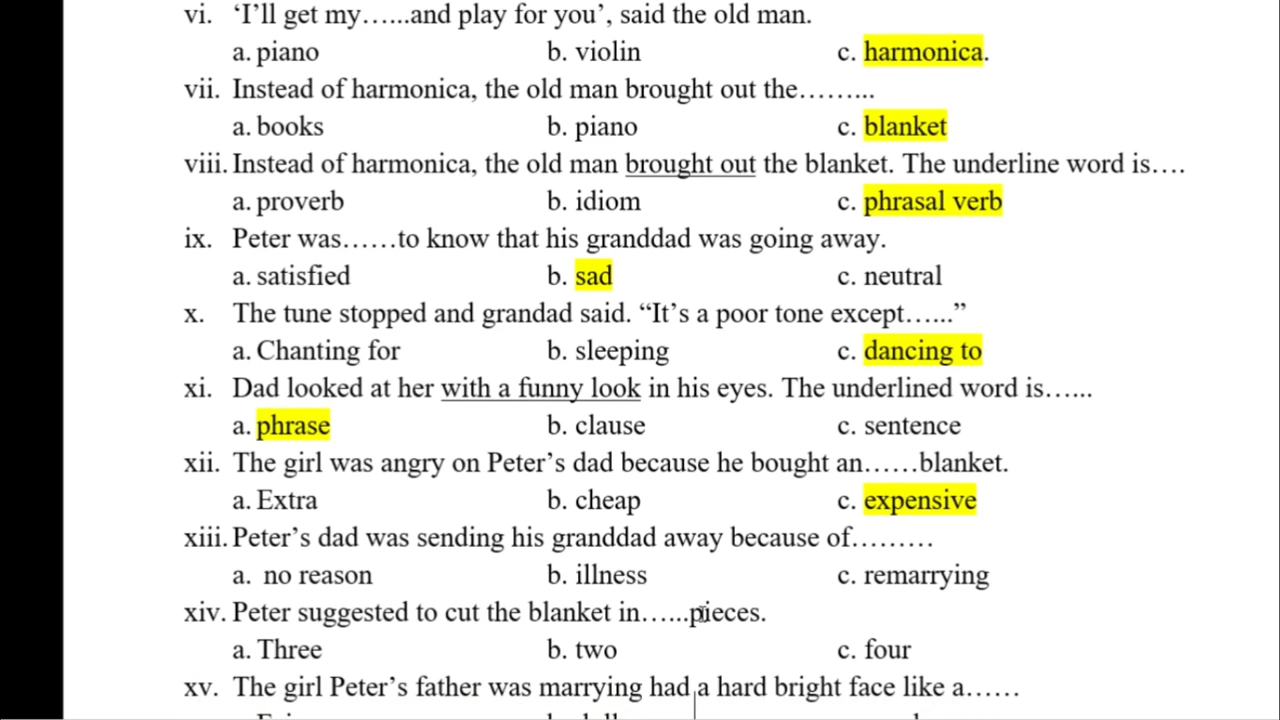 vi. ‘I’ll get my…...and play for you’, said the old man.
a. piano b. violin c. harmonica.
vii. Instead of harmonica, the old man brought out the……...
a. books b. piano c. blanket
viii. Instead of harmonica, the old man brought out the blanket. The underline word is….
a. proverb b. idiom c. phrasal verb
ix. Peter was……to know that his granddad was going away.
a. satisfied b. sad c. neutral
x. The tune stopped and grandad said. “It’s a poor tone except…...”
a. Chanting for b. sleeping c. dancing to
xi. Dad looked at her with a funny look in his eyes. The underlined word is…...
a. phrase b. clause c. sentence
xii. The girl was angry on Peter’s dad because he bought an……blanket.
a. Extra b. cheap c. expensive
xiii. Peter’s dad was sending his granddad away because of………
a. no reason b. illness c. remarrying
xiv. Peter suggested to cut the blanket in…...pieces.
a. Three b. two c. four
xv. The girl Peter’s father was marrying had a hard bright face like a……